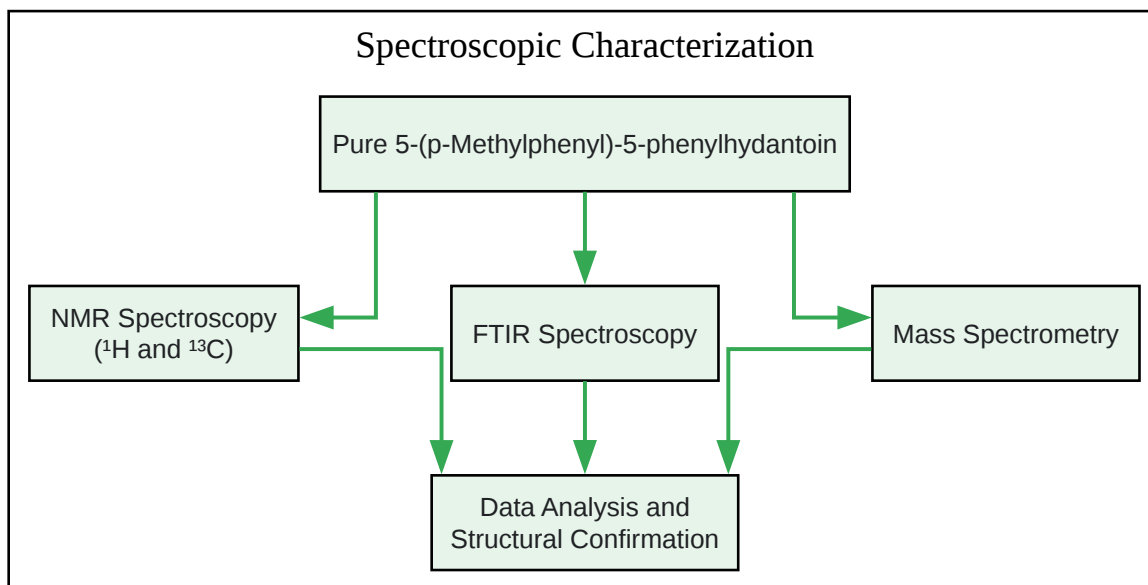 Spectroscopic Characterization
Pure 5-(p-Methylphenyl)-5-phenylhydantoin
NMR Spectroscopy
(¹H and ¹³C)
FTIR Spectroscopy
Mass Spectrometry
Data Analysis and
Structural Confirmation